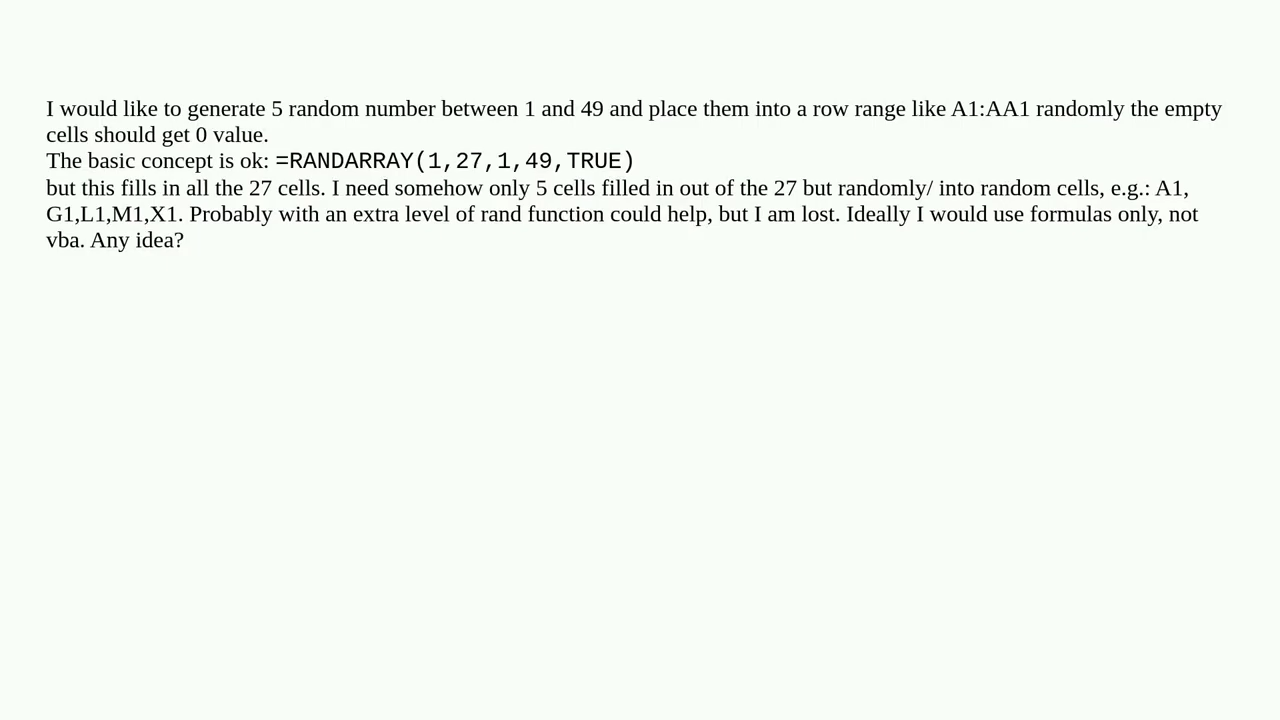 I would like to generate 5 random number between 1 and 49 and place them into a row range like A1:AA1 randomly the empty
cells should get 0 value.
The basic concept is ok: =RANDARRAY(1,27,1,49,TRUE)
but this fills in all the 27 cells. I need somehow only 5 cells filled in out of the 27 but randomly/ into random cells, e.g.: A1,
G1,L1,M1,X1. Probably with an extra level of rand function could help, but I am lost. Ideally I would use formulas only, not
vba. Any idea?